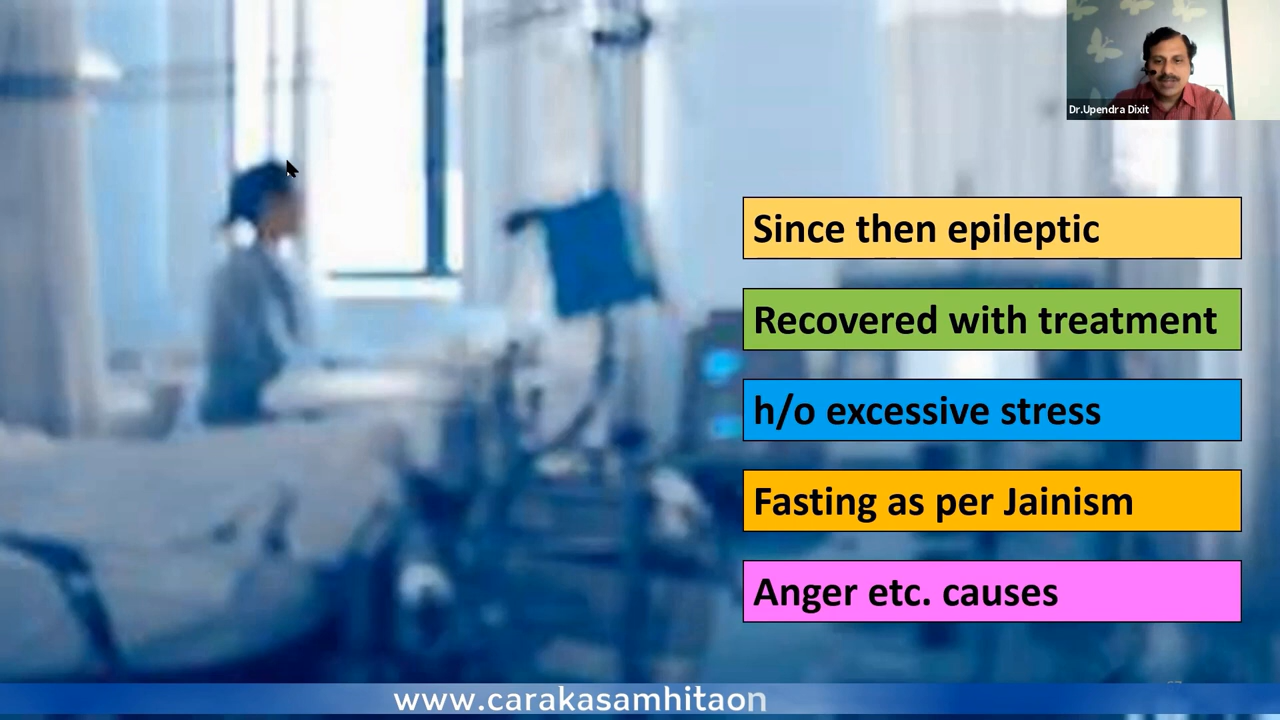 Dr.Upendra Dixit
Since then epileptic
Recovered with treatment
h/o excessive stress
Fasting as per Jainism
Anger etc. causes
www.carakasamhitaon